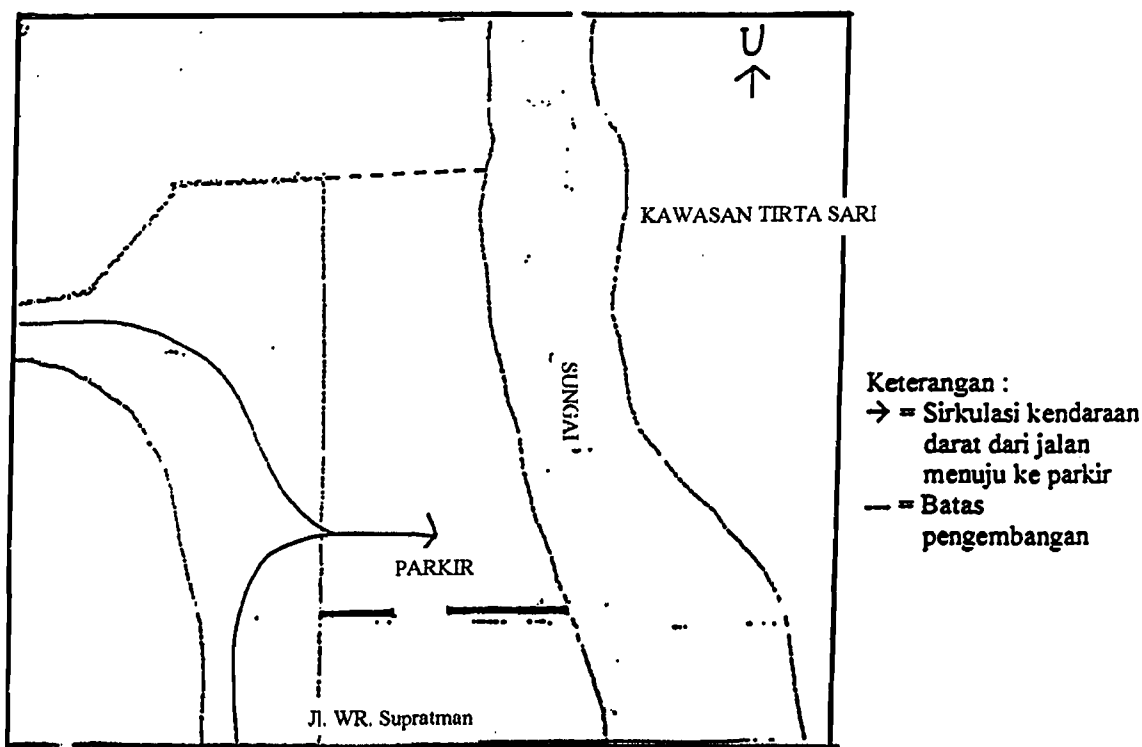 U
KAWASAN TIRTA SARI
SUNGAI
PARKIR
Jl. WR. Supratman
Keterangan :
→ = Sirkulasi kendaraan
darat dari jalan
menuju ke parkir
--- = Batas
pengembangan